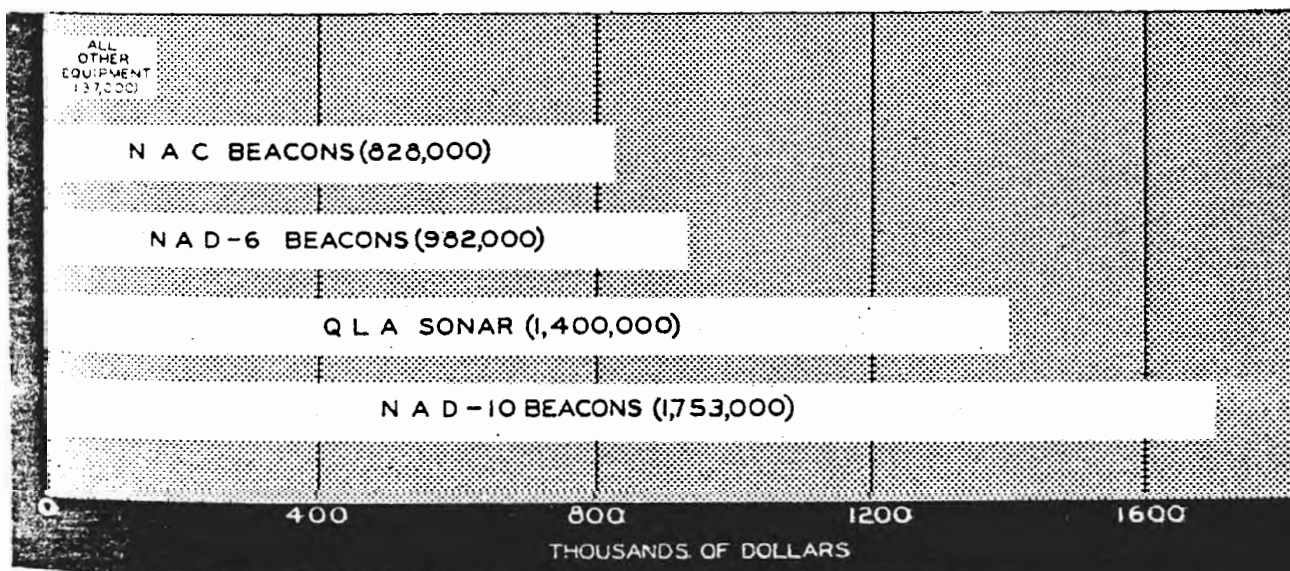 ALL
OTHER
EQUIPMENT
N A C BEACONS (828,000)
N A D-6 BEACONS (982,000)
Q L A SONAR (1,400,000)
N A D-10 BEACONS (1,753,000)
0 400 800 1200 1600
THOUSANDS OF DOLLARS